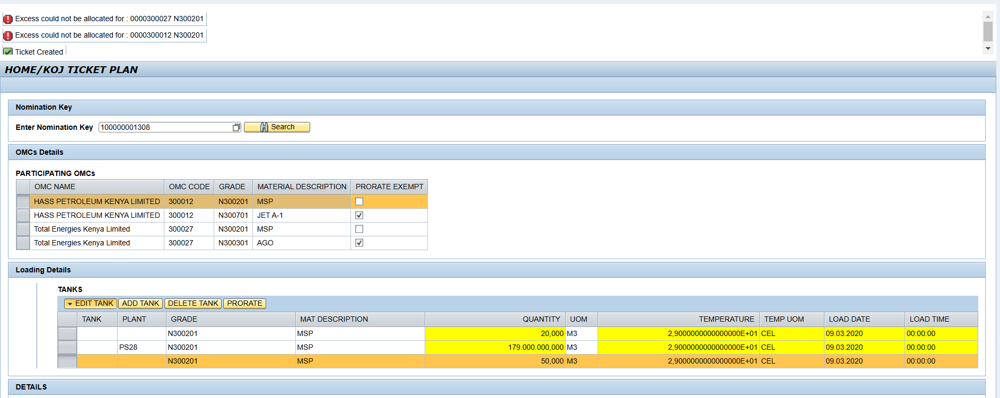 Excess could not be allocated for : 0000300027 N300201
Excess could not be allocated for : 0000300012 N300201
Ticket Created
HOME/KOJ TICKET PLAN
Nomination Key
Enter Nomination Key 100000001308 Search
OMCs Details
PARTICIPATING OMCs
OMC NAME OMC CODE GRADE MATERIAL DESCRIPTION PRORATE EXEMPT
HASS PETROLEUM KENYA LIMITED 300012 N300201 MSP
HASS PETROLEUM KENYA LIMITED 300012 N300701 JET A-1
Total Energies Kenya Limited 300027 N300201 MSP
Total Energies Kenya Limited 300027 N300301 AGO
Loading Details
TANKS
EDIT TANK ADD TANK DELETE TANK PRORATE
TANK PLANT GRADE MAT DESCRIPTION QUANTITY UOM TEMPERATURE TEMP UOM LOAD DATE LOAD TIME
N300201 MSP 20,000 M3 2,9000000000000000E+01 CEL 09.03.2020 00:00:00
PS28 N300201 MSP 179.000.000,000 M3 2,9000000000000000E+01 CEL 09.03.2020 00:00:00
N300201 MSP 50,000 M3 2,9000000000000000E+01 CEL 09.03.2020 00:00:00
DETAILS